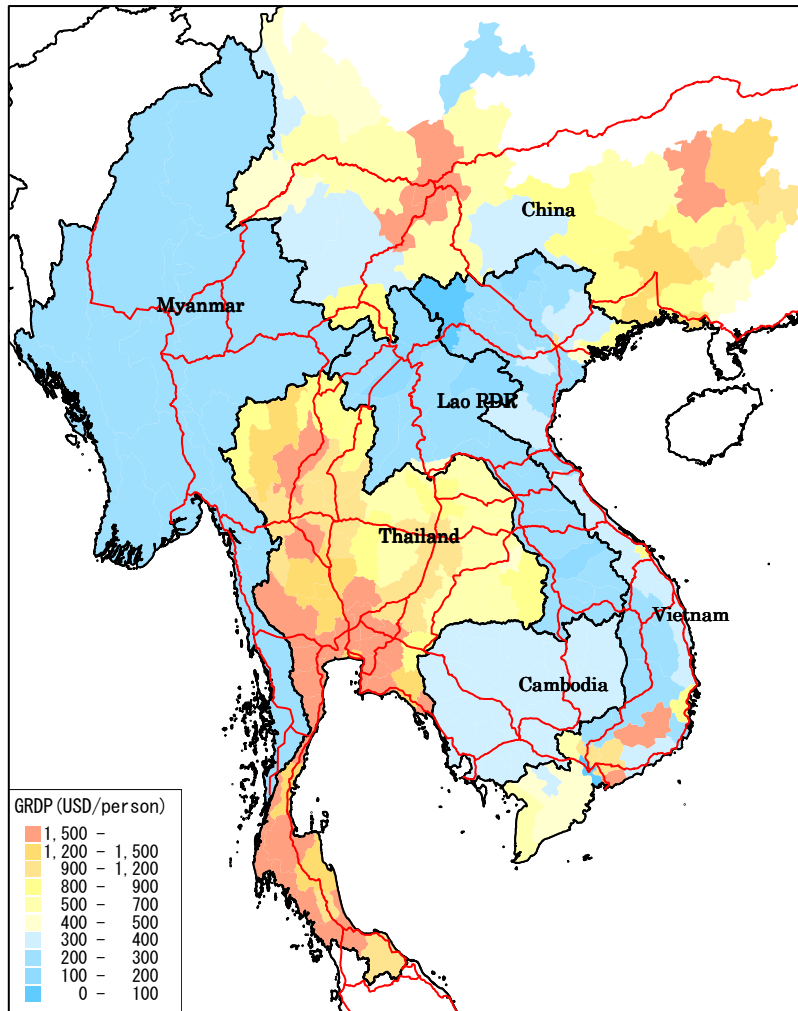 China
Myanmar
Lao PDR
Thailand
Vietnam
Cambodia
GRDP(USD/person)
1,500 -
1,200 - 1,500
900 - 1,200
800 - 900
500 - 700
400 - 500
300 - 400
200 - 300
100 - 200
0 - 100
p